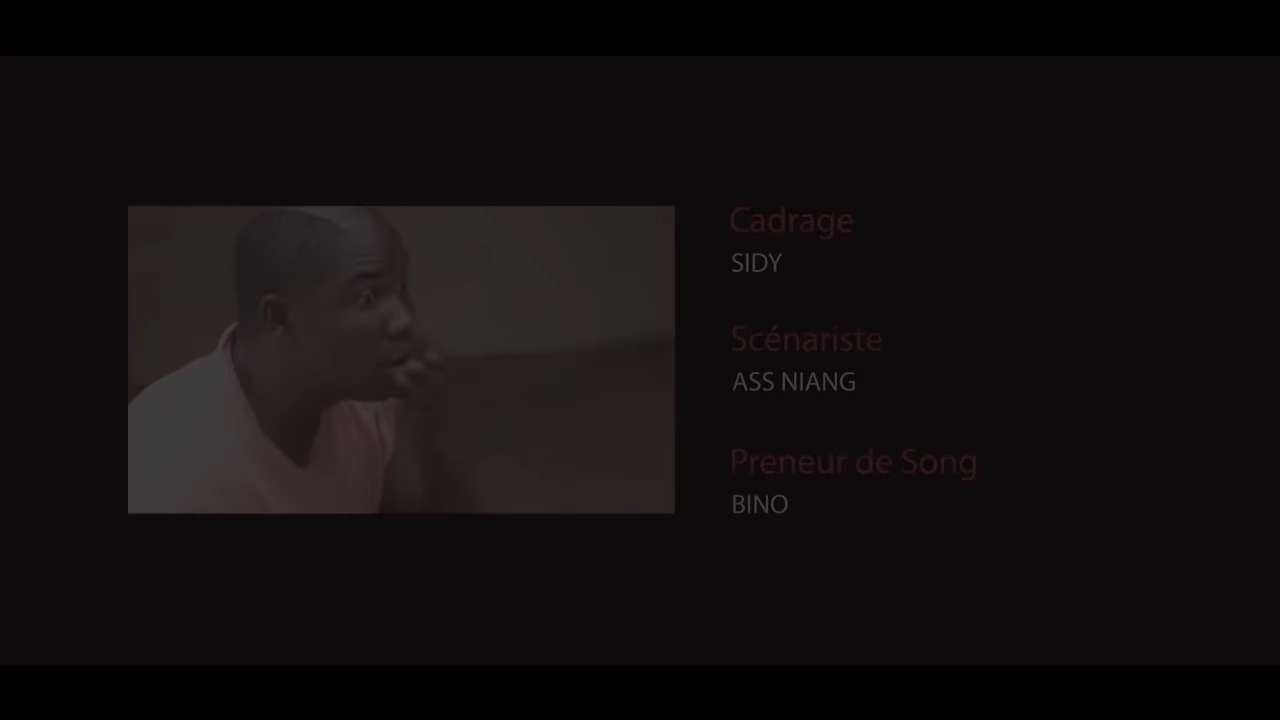 Cadrage
SIDY
Scénariste
ASS NIANG
Preneur de Song
BINO